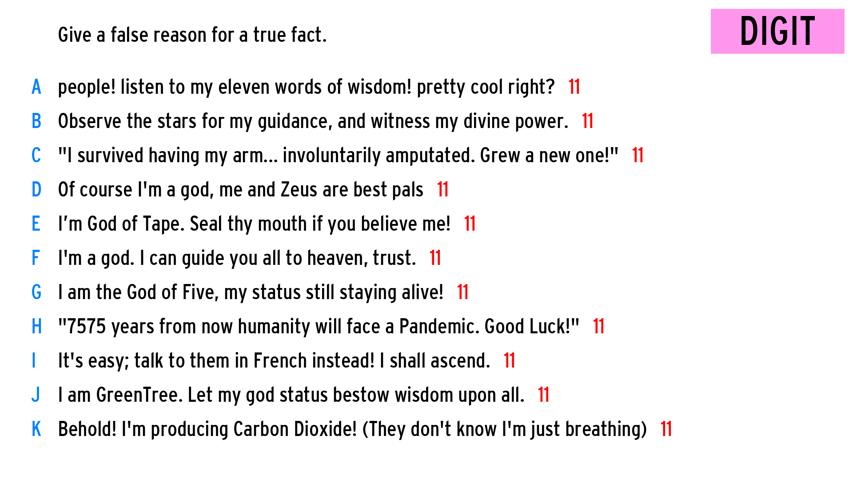 Give a false reason for a true fact.
DIGIT
A people! listen to my eleven words of wisdom! pretty cool right? 11
B Observe the stars for my guidance, and witness my divine power. 11
C "I survived having my arm... involuntarily amputated. Grew a new one!" 11
D Of course I'm a god, me and Zeus are best pals 11
E I’m God of Tape. Seal thy mouth if you believe me! 11
F I'm a god. I can guide you all to heaven, trust. 11
G I am the God of Five, my status still staying alive! 11
H "7575 years from now humanity will face a Pandemic. Good Luck!" 11
I It's easy; talk to them in French instead! I shall ascend. 11
J I am GreenTree. Let my god status bestow wisdom upon all. 11
K Behold! I'm producing Carbon Dioxide! (They don't know I'm just breathing) 11